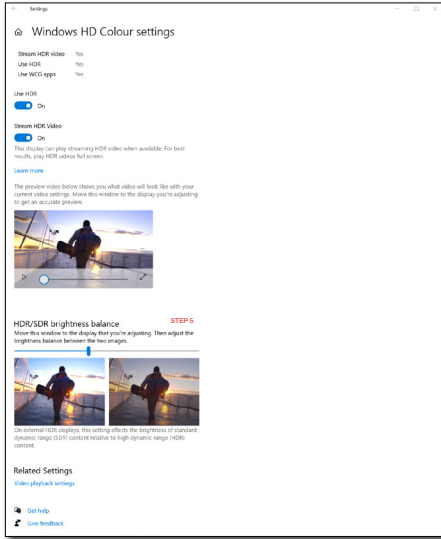 Settings
Windows HD Colour settings
Stream HDR video Yes
Use HDR Yes
Use WCG apps Yes
Use HDR
On
Stream HDR Video
On
This display can play streaming HDR video when available. For best
results, play HDR videos full screen.
Learn more
The preview video below shows you what video will look like with your
current video settings. Move this window to the display you're adjusting
to get an accurate preview.
STEP 5
HDR/SDR brightness balance
Move this window to the display that you're adjusting. Then adjust the
brightness balance between the two images.
On external HDR displays, this setting affects the brightness of standard
dynamic range (SDR) content relative to high dynamic range (HDR)
content.
Related Settings
Video playback settings
Get help
Give feedback